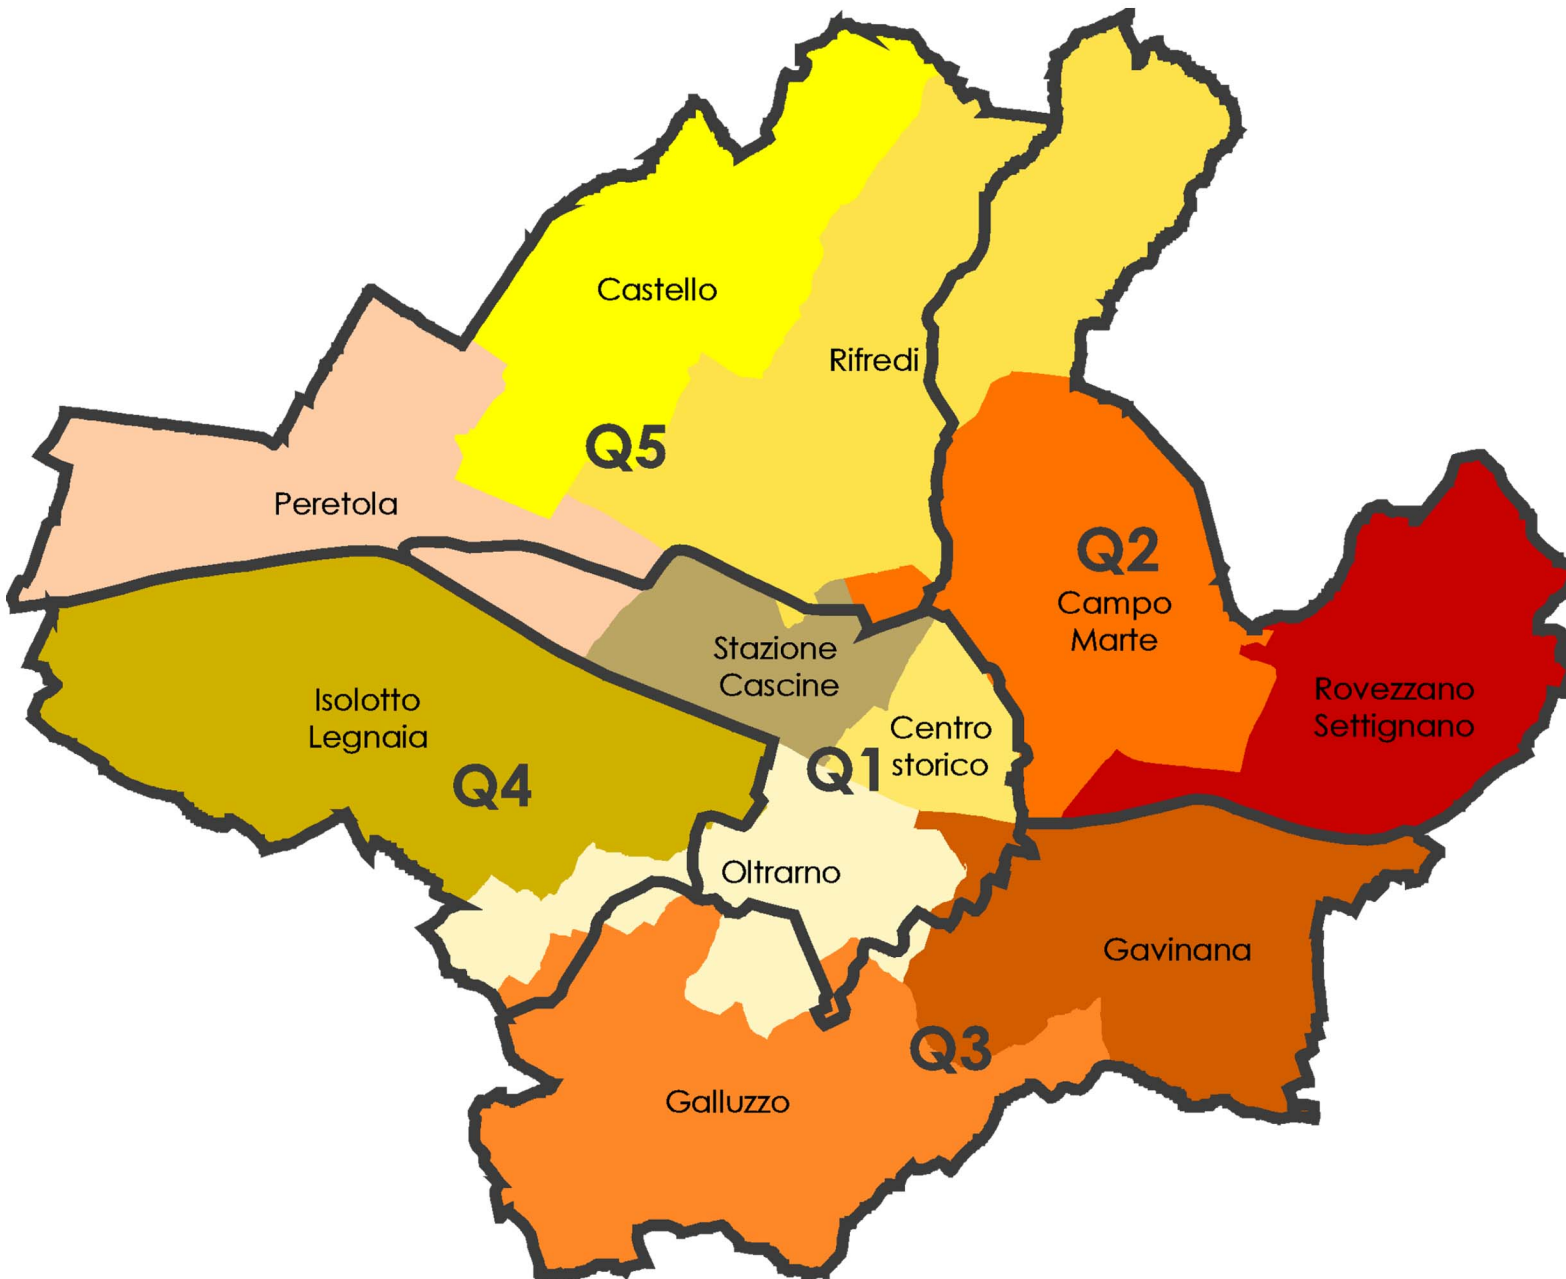 Castello
Rifredi
Q5
Peretola
Q2
Campo
Marte
Stazione
Cascine
Isolotto
Legnaia
Rovezzano
Settignano
Centro
storico
Q1
Q4
Oltrarno
Gavinana
Q3
Galluzzo